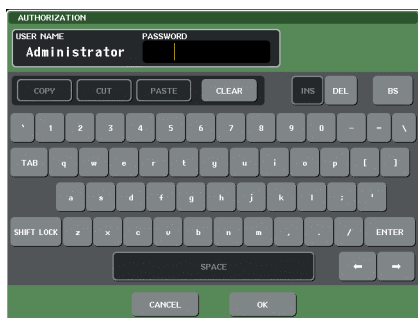 AUTHORIZATION
USER NAME PASSWORD
Administrator
COPY CUT PASTE CLEAR INS DEL BS
` 1 2 3 4 5 6 7 8 9 0 - = \
TAB q w e r t y u i o p [ ]
a s d f g h j k l ; '
SHIFT LOCK z x c v b n m , . / ENTER
SPACE ← →
CANCEL OK